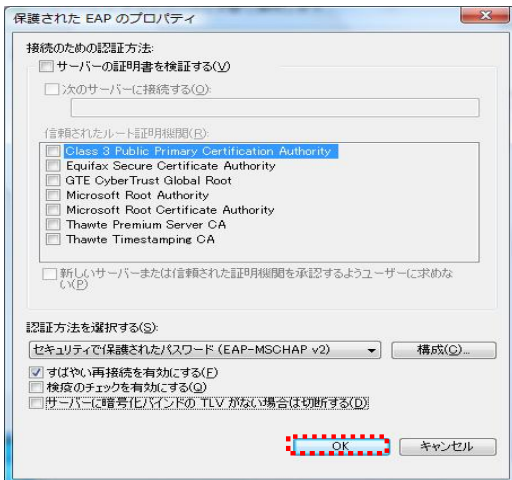 保護された EAP のプロパティ
接続のための認証方法:
サーバーの証明書を検証する(V)
次のサーバーに接続する(O):
信頼されたルート証明機関(R):
Class 3 Public Primary Certification Authority
Equifax Secure Certificate Authority
GTE CyberTrust Global Root
Microsoft Root Authority
Microsoft Root Certificate Authority
Thawte Premium Server CA
Thawte Timestamping CA
新しいサーバーまたは信頼された証明機関を承認するようユーザーに求めな
い(P)
認証方法を選択する(S):
セキュリティで保護されたパスワード (EAP-MSCHAP v2)
構成(C)...
すばやい再接続を有効にする(F)
検疫のチェックを有効にする(Q)
サーバーに暗号化バインドの TLV がない場合は切断する(D)
OK
キャンセル